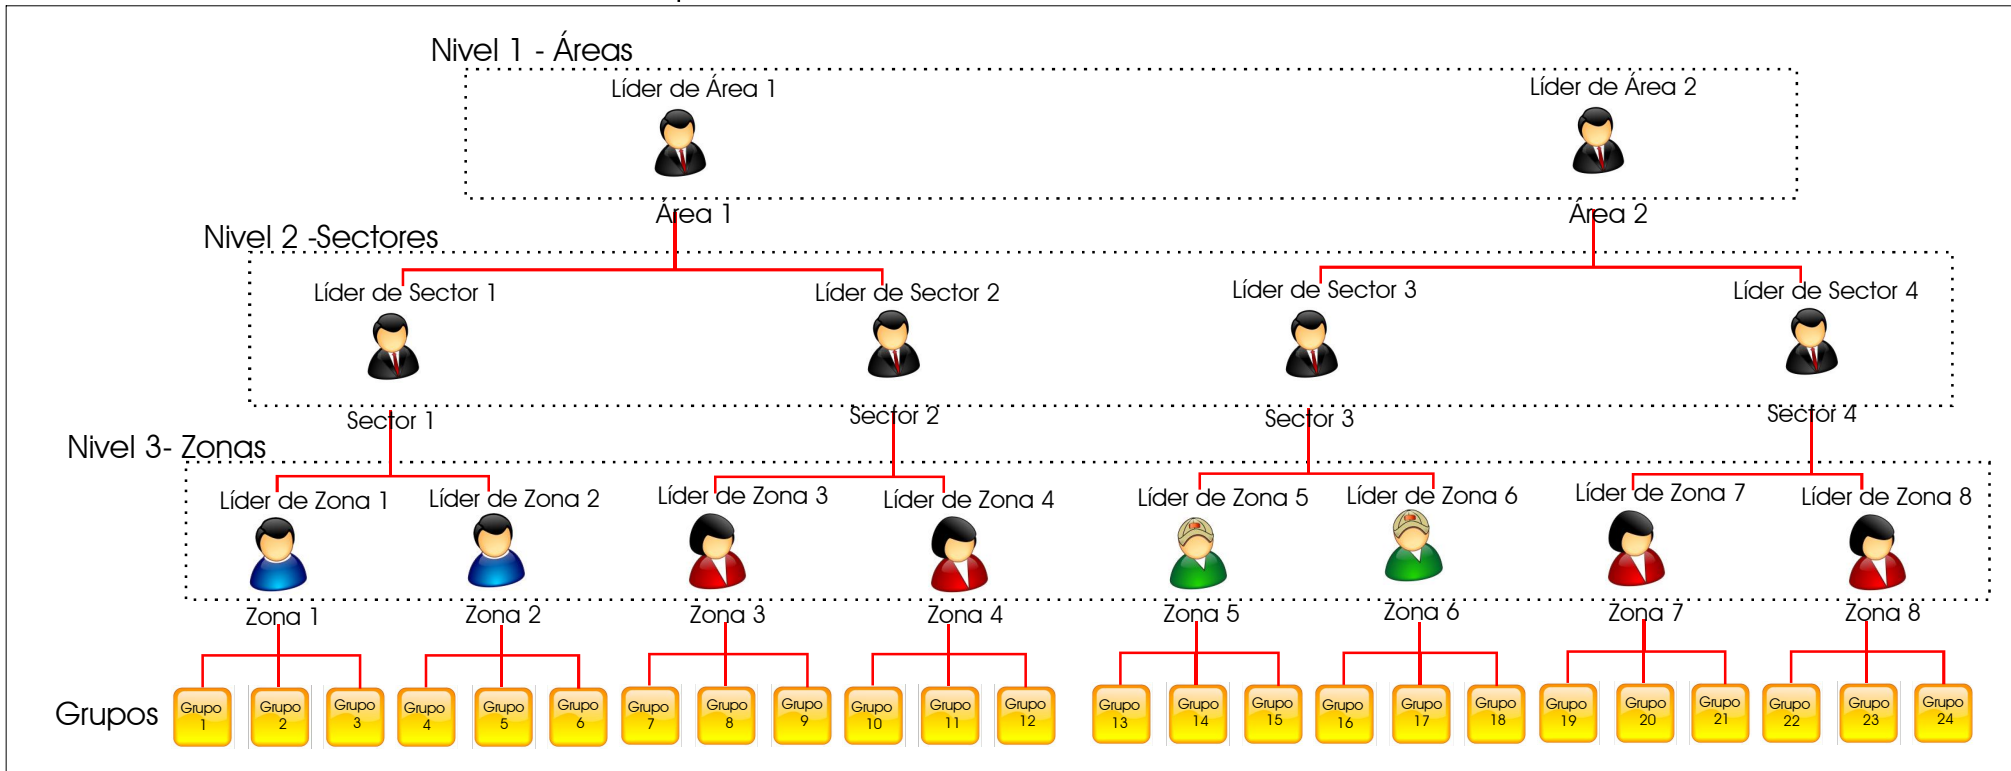 Nivel 1 - Áreas
Líder de Área 1
Líder de Área 2
Área 1
Área 2
Nivel 2 -Sectores
Líder de Sector 1
Líder de Sector 2
Líder de Sector 3
Líder de Sector 4
Sector 1
Sector 2
Sector 3
Sector 4
Nivel 3- Zonas
Líder de Zona 1
Líder de Zona 2
Líder de Zona 3
Líder de Zona 4
Líder de Zona 5
Líder de Zona 6
Líder de Zona 7
Líder de Zona 8
Zona 1
Zona 2
Zona 3
Zona 4
Zona 5
Zona 6
Zona 7
Zona 8
Grupos
Grupo
1
Grupo
2
Grupo
3
Grupo
4
Grupo
5
Grupo
6
Grupo
7
Grupo
8
Grupo
9
Grupo
10
Grupo
11
Grupo
12
Grupo
13
Grupo
14
Grupo
15
Grupo
16
Grupo
17
Grupo
18
Grupo
19
Grupo
20
Grupo
21
Grupo
22
Grupo
23
Grupo
24